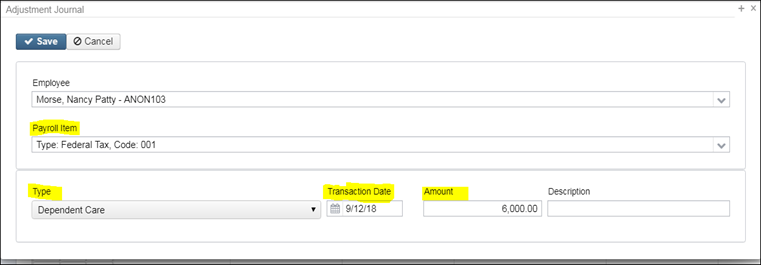 Adjustment Journal
Save Cancel
Employee
Morse, Nancy Patty - ANON103
Payroll Item
Type: Federal Tax, Code: 001
Type Transaction Date Amount Description
Dependent Care 9/12/18 6,000.00